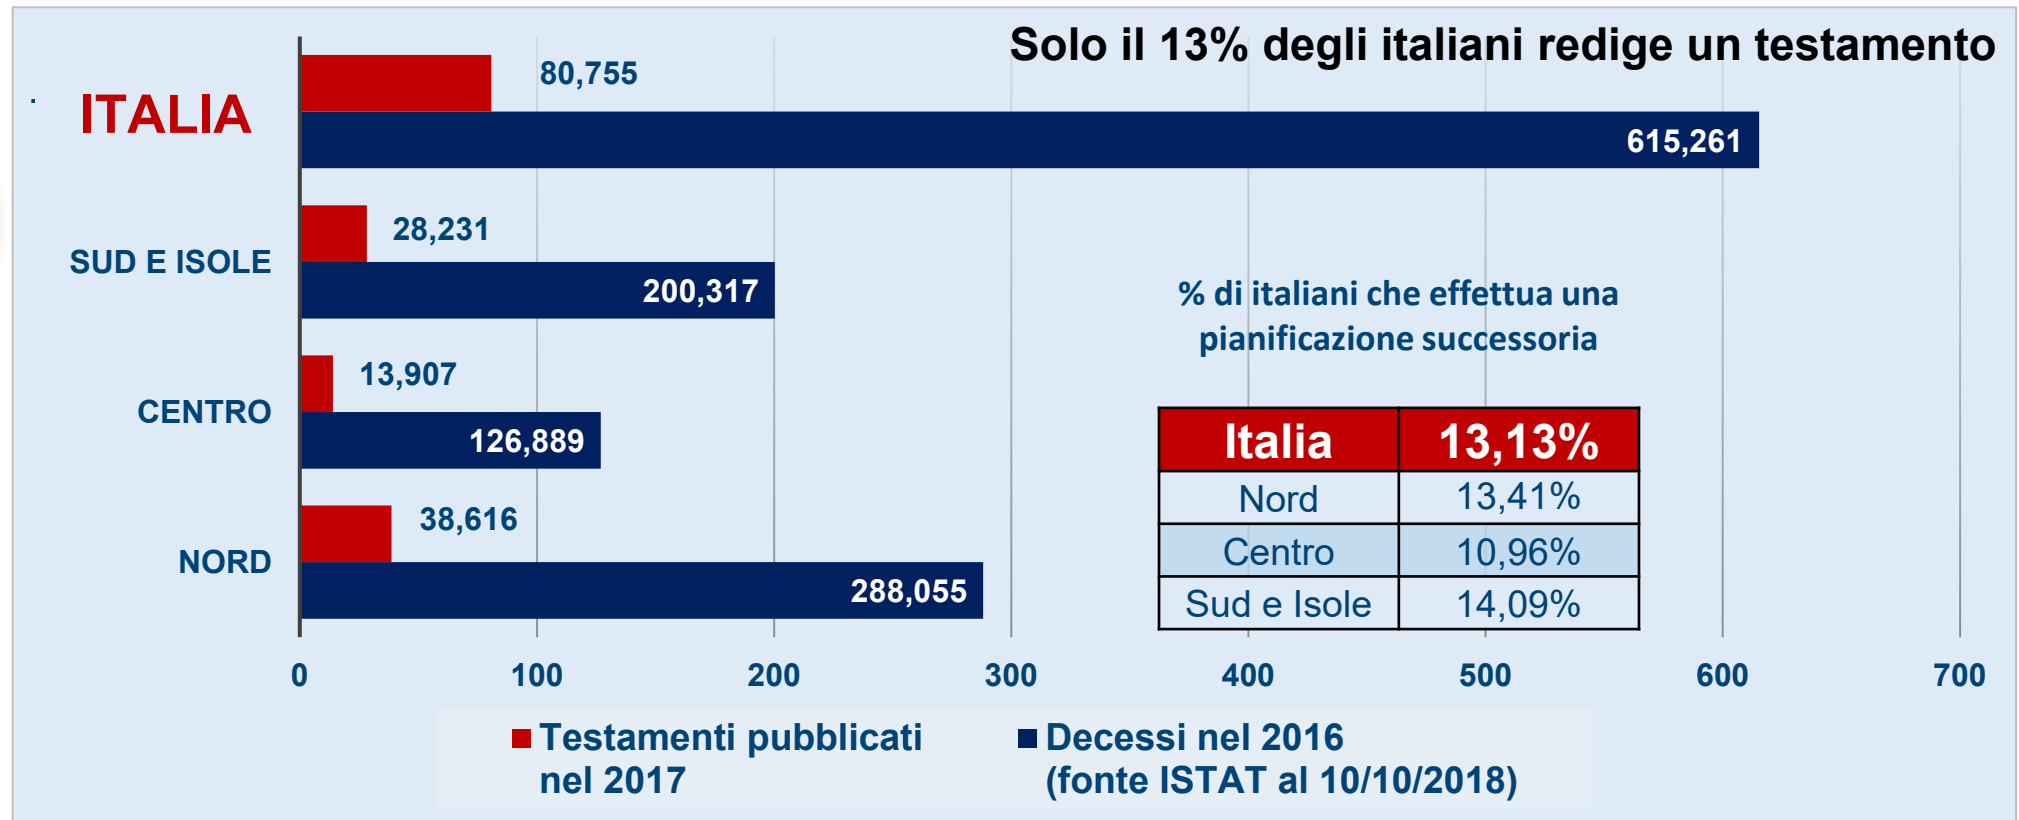 Solo il 13% degli italiani redige un testamento
ITALIA
80,755
615,261
SUD E ISOLE
28,231
200,317
CENTRO
13,907
126,889
NORD
38,616
288,055
% di italiani che effettua una
pianificazione successoria
Italia 13,13%
Nord 13,41%
Centro 10,96%
Sud e Isole 14,09%
0 100 200 300 400 500 600 700
Testamenti pubblicati
nel 2017
Decessi nel 2016
(fonte ISTAT al 10/10/2018)